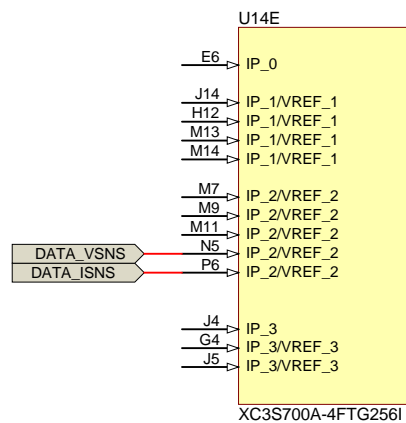 U14E
E6 IP_0
J14 IP_1/VREF_1
H12 IP_1/VREF_1
M13 IP_1/VREF_1
M14 IP_1/VREF_1
M7 IP_2/VREF_2
M9 IP_2/VREF_2
M11 IP_2/VREF_2
DATA_VSNS N5 IP_2/VREF_2
DATA_ISNS P6 IP_2/VREF_2
J4 IP_3
G4 IP_3/VREF_3
J5 IP_3/VREF_3
XC3S700A-4FTG256I